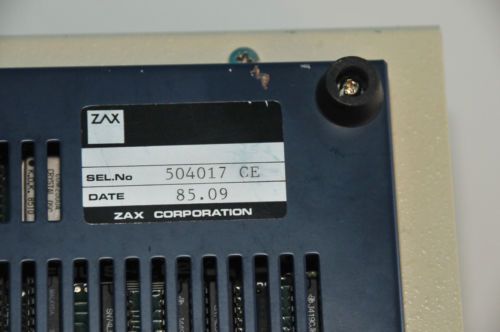 ZAX
SEL.No 504017 CE
DATE 85.09
ZAX CORPORATION